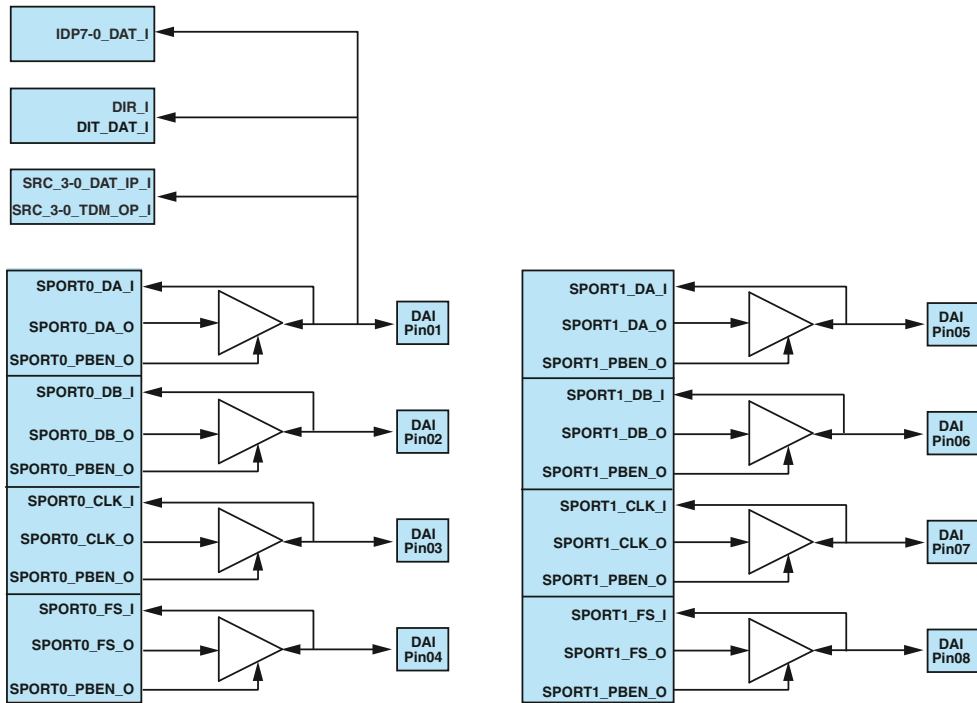 IDP7-0_DAT_I
DIR_I
DIT_DAT_I
SRC_3-0_DAT_IP_I
SRC_3-0_TDM_OP_I
SPORT0_DA_I
SPORT0_DA_O
SPORT0_PBEN_O
DAI
Pin01
SPORT0_DB_I
SPORT0_DB_O
SPORT0_PBEN_O
DAI
Pin02
SPORT0_CLK_I
SPORT0_CLK_O
SPORT0_PBEN_O
DAI
Pin03
SPORT0_FS_I
SPORT0_FS_O
SPORT0_PBEN_O
DAI
Pin04
SPORT1_DA_I
SPORT1_DA_O
SPORT1_PBEN_O
DAI
Pin05
SPORT1_DB_I
SPORT1_DB_O
SPORT1_PBEN_O
DAI
Pin06
SPORT1_CLK_I
SPORT1_CLK_O
SPORT1_PBEN_O
DAI
Pin07
SPORT1_FS_I
SPORT1_FS_O
SPORT1_PBEN_O
DAI
Pin08